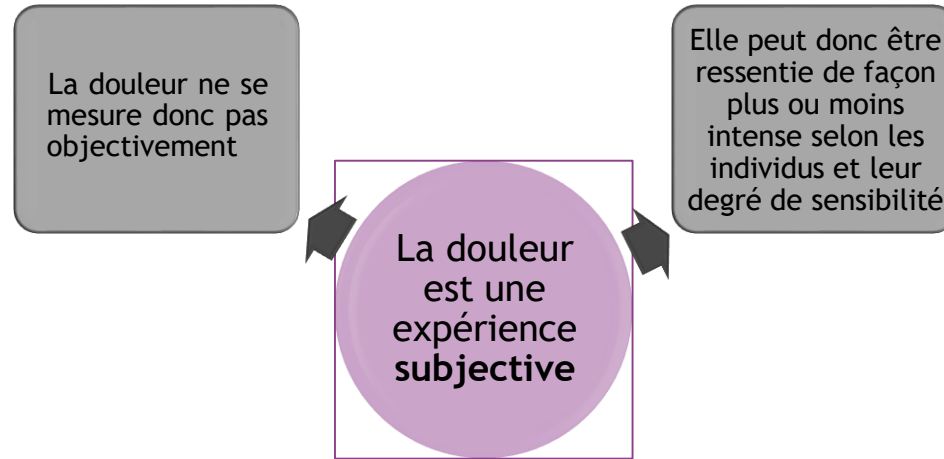 La douleur ne se
mesure donc pas
objectivement
Elle peut donc être
ressentie de façon
plus ou moins
intense selon les
individus et leur
degré de sensibilité
La douleur
est une
expérience
subjective